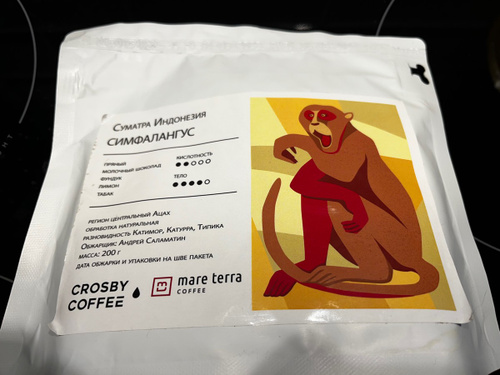 Суматра Индонезия
СИМФАЛАНГУС
ПРЯНЫЙ
МОЛОЧНЫЙ ШОКОЛАД
ФУНДУК
ЛИМОН
ТАБАК
КИСЛОТНОСТЬ
ТЕЛО
РЕГИОН ЦЕНТРАЛЬНЫЙ АЦАХ
ОБРАБОТКА НАТУРАЛЬНАЯ
РАЗНОВИДНОСТЬ КАТИМОР, КАТУРРА, ТИПИКА
ОБЖАРЩИК: АНДРЕЙ САЛАМАТИН
МАССА: 200 Г
ДАТА ОБЖАРКИ И УПАКОВКИ НА ШВЕ ПАКЕТА
CROSBY
COFFEE
mare terra
COFFEE